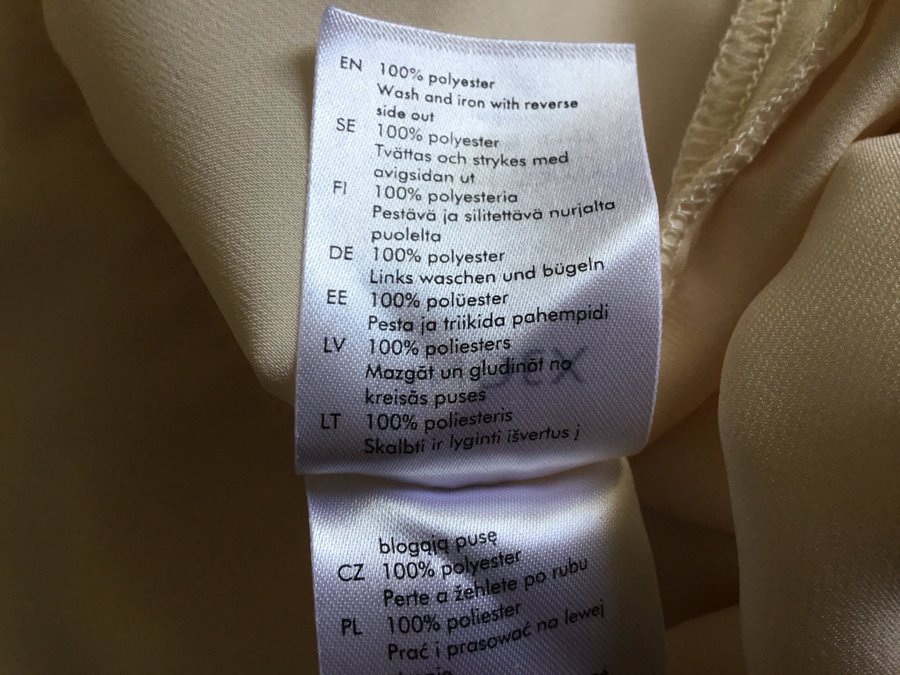 EN 100% polyester
Wash and iron with reverse
side out
SE 100% polyester
Tvättas och strykes med
avigsidan ut
FI 100% polyesteria
Pestävä ja silitettävä nurjalta
puolelta
DE 100% polyester
Links waschen und bügeln
EE 100% polüester
Pesta ja triikida pahempidi
LV 100% poliesters
Mazgāt un gludināt no
kreisās puses
LT 100% poliesteris
Skalbti ir lyginti išvertus į
blogąją pusę
CZ 100% polyester
Perte a žehlete po rubu
PL 100% poliester
Prać i prasować na lewej